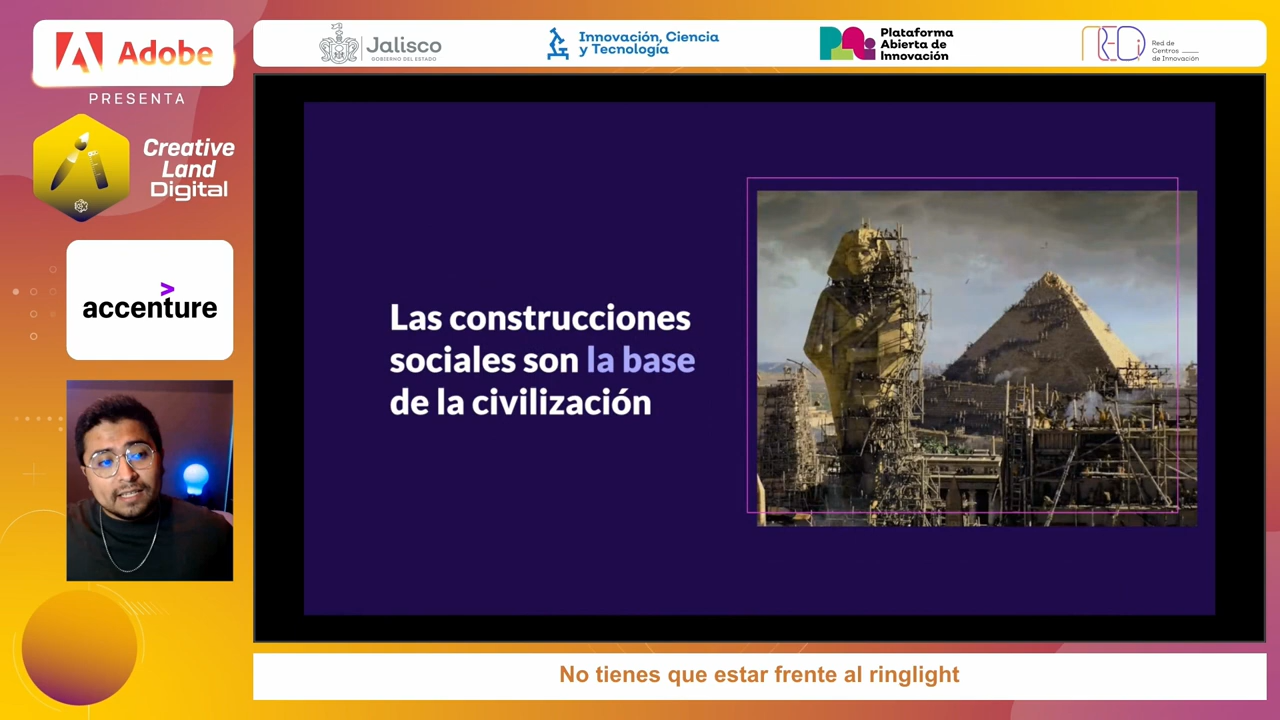 Adobe
PRESENTA
Creative
Land
Digital
accenture
Jalisco
GOBIERNO DEL ESTADO
Innovación, Ciencia
y Tecnología
Plataforma
Abierta de
Innovación
REDi
Red de
Centros
de Innovación
Las construcciones
sociales son la base
de la civilización
No tienes que estar frente al ringlight